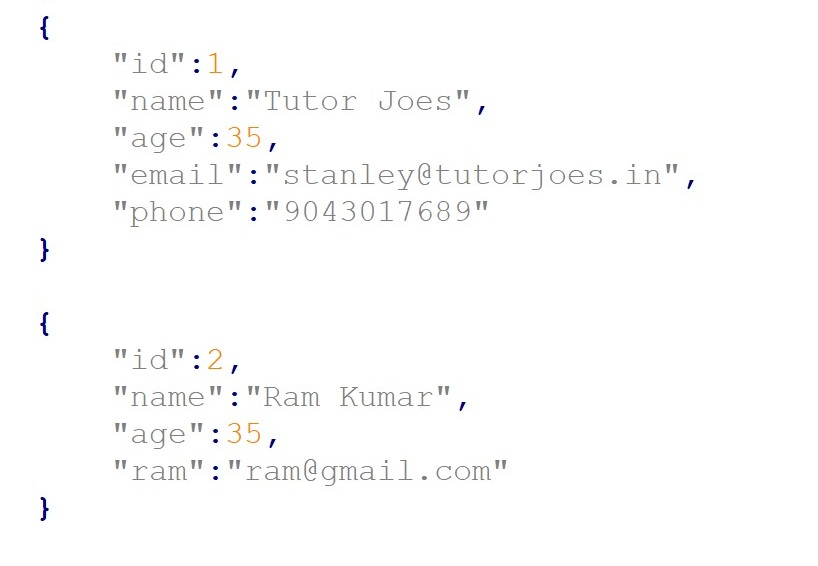 {
"id":1,
"name":"Tutor Joes",
"age":35,
"email":"stanley@tutorjoes.in",
"phone":"9043017689"
}
{
"id":2,
"name":"Ram Kumar",
"age":35,
"ram":"ram@gmail.com"
}